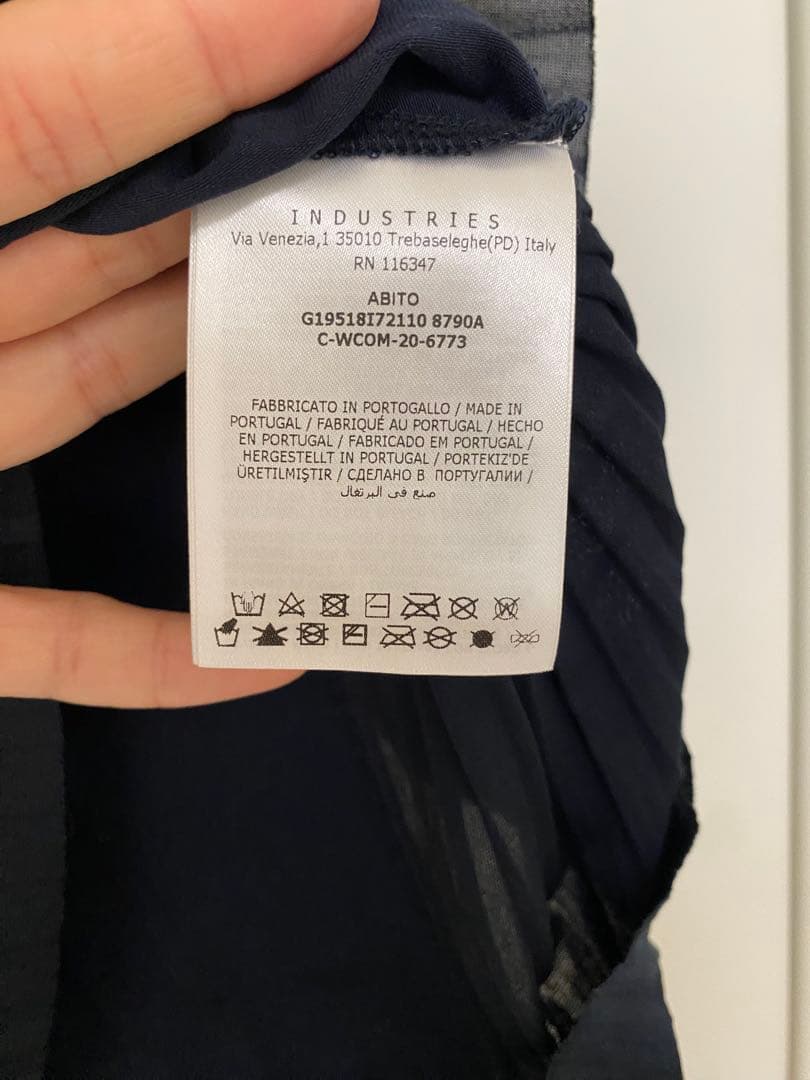 INDUSTRIES
Via Venezia,1 35010 Trebaseleghe(PD) Italy
RN 116347
ABITO
G19518I72110 8790A
C-WCOM-20-6773
FABBRICATO IN PORTOGALLO / MADE IN
PORTUGAL / FABRIQUÉ AU PORTUGAL / HECHO
EN PORTUGAL / FABRICADO EM PORTUGAL /
HERGESTELLT IN PORTUGAL / PORTEKIZ'DE
ÜRETILMIŞTIR / СДЕЛАНО В ПОРТУГАЛИИ /
صنع في البرتغال